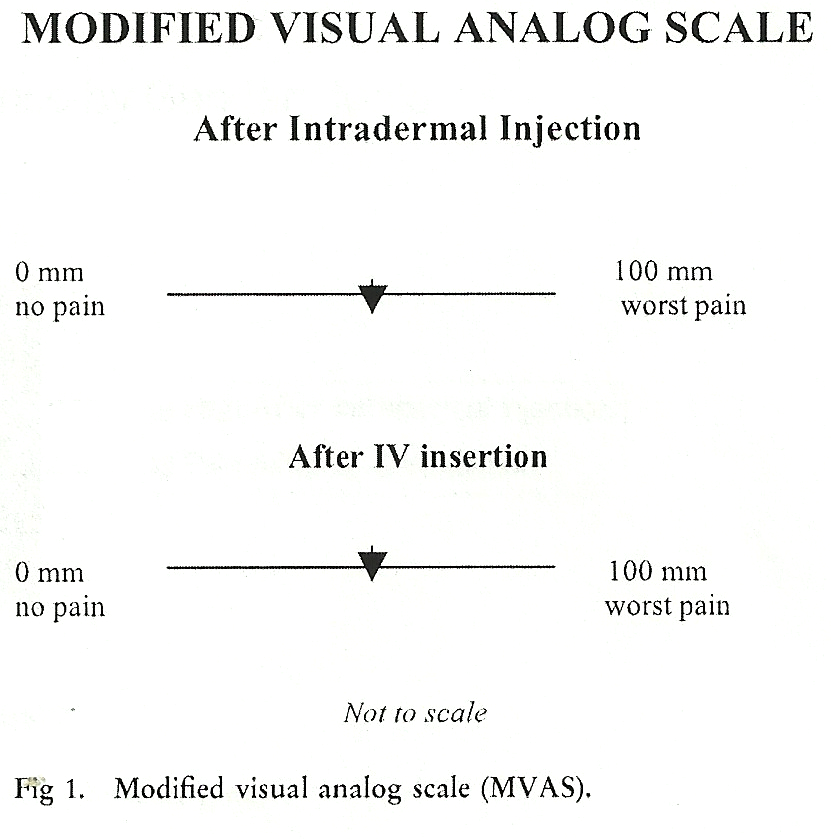 MODIFIED VISUAL ANALOG SCALE
After Intradermal Injection
0 mm
no pain
100 mm
worst pain
After IV insertion
0 mm
no pain
100 mm
worst pain
Not to scale
Fig 1. Modified visual analog scale (MVAS).